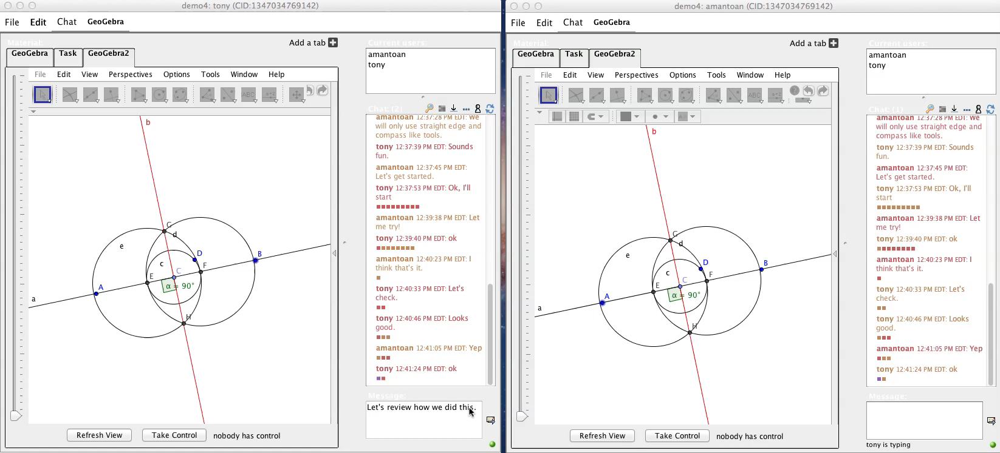 demo4: tony (CID:1347034769142)
File Edit Chat GeoGebra
Material:
Add a tab
GeoGebra Task GeoGebra2
File Edit View Perspectives Options Tools Window Help
ABC
a=2
b
G
d
e
c
D
B
F
C
E
A
α = 90°
a
H
Refresh View Take Control nobody has control
Current users:
amantoan
tony
Chat: (2)
amantoan 12:37:28 PM EDT: We
will only use straight edge and
compass like tools.
tony 12:37:39 PM EDT: Sounds
fun.
amantoan 12:37:45 PM EDT:
Let's get started.
tony 12:37:53 PM EDT: Ok, I'll
start
amantoan 12:39:38 PM EDT: Let
me try!
tony 12:39:40 PM EDT: ok
amantoan 12:40:23 PM EDT: I
think that's it.
tony 12:40:33 PM EDT: Let's
check.
tony 12:40:46 PM EDT: Looks
good.
amantoan 12:41:05 PM EDT: Yep
tony 12:41:24 PM EDT: ok
Message:
Let's review how we did this.
demo4: amantoan (CID:1347034769142)
File Edit Chat GeoGebra
Material:
Add a tab
GeoGebra Task GeoGebra2
File Edit View Perspectives Options Tools Window Help
ABC
a=2
b
G
d
e
c
D
B
F
C
E
A
α = 90°
a
H
Refresh View Take Control nobody has control
Current users:
amantoan
tony
Chat: (1)
amantoan 12:37:28 PM EDT: We
will only use straight edge and
compass like tools.
tony 12:37:39 PM EDT: Sounds
fun.
amantoan 12:37:45 PM EDT:
Let's get started.
tony 12:37:53 PM EDT: Ok, I'll
start
amantoan 12:39:38 PM EDT: Let
me try!
tony 12:39:40 PM EDT: ok
amantoan 12:40:23 PM EDT: I
think that's it.
tony 12:40:33 PM EDT: Let's
check.
tony 12:40:46 PM EDT: Looks
good.
amantoan 12:41:05 PM EDT: Yep
tony 12:41:24 PM EDT: ok
Message:
tony is typing